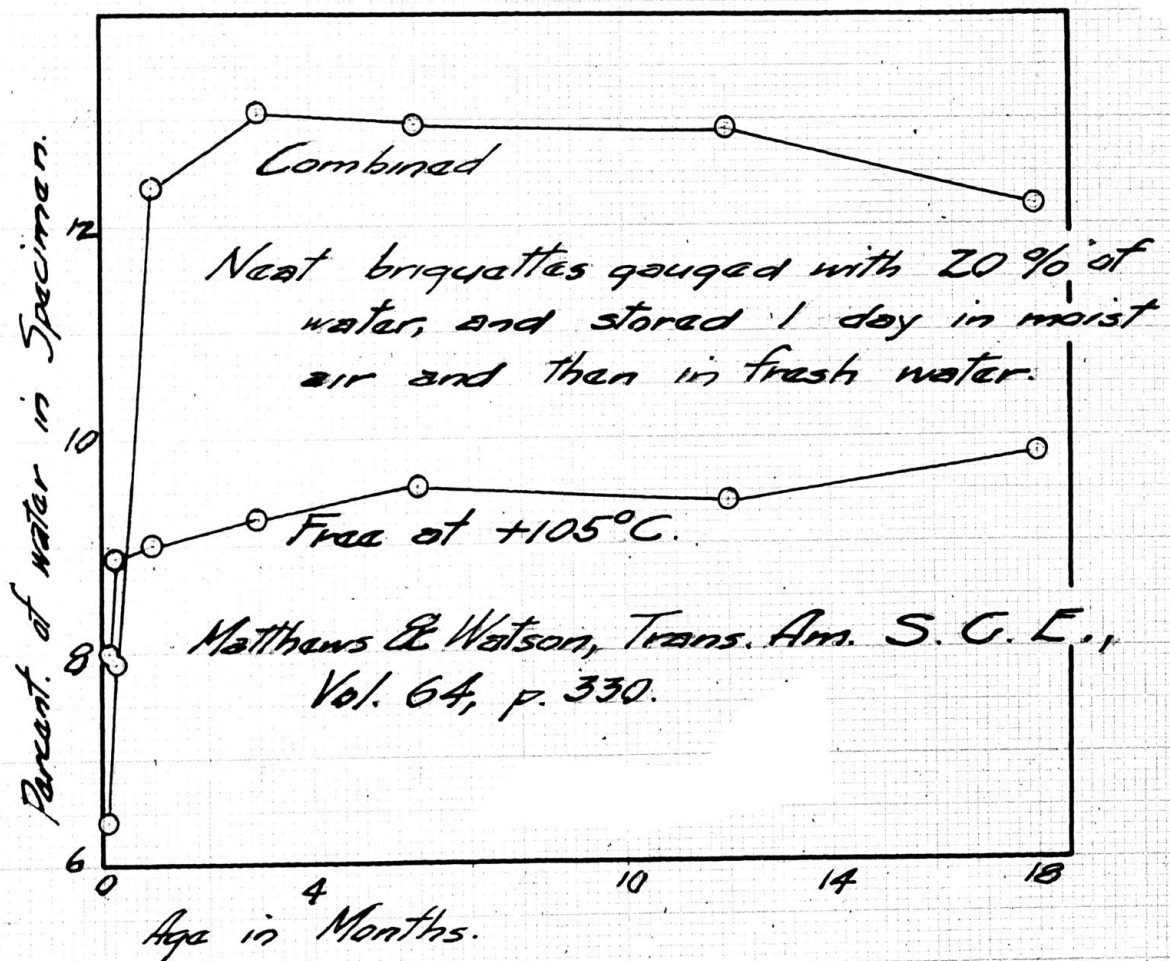 Percent. of water in Specimen.
12
10
8
6
Combined
Neat briquettes gauged with 20% of
water, and stored 1 day in moist
air and then in fresh water.
Free at +105°C.
Matthews & Watson, Trans. Am. S. C. E.,
Vol. 64, p. 330.
0 4 10 14 18
Age in Months.